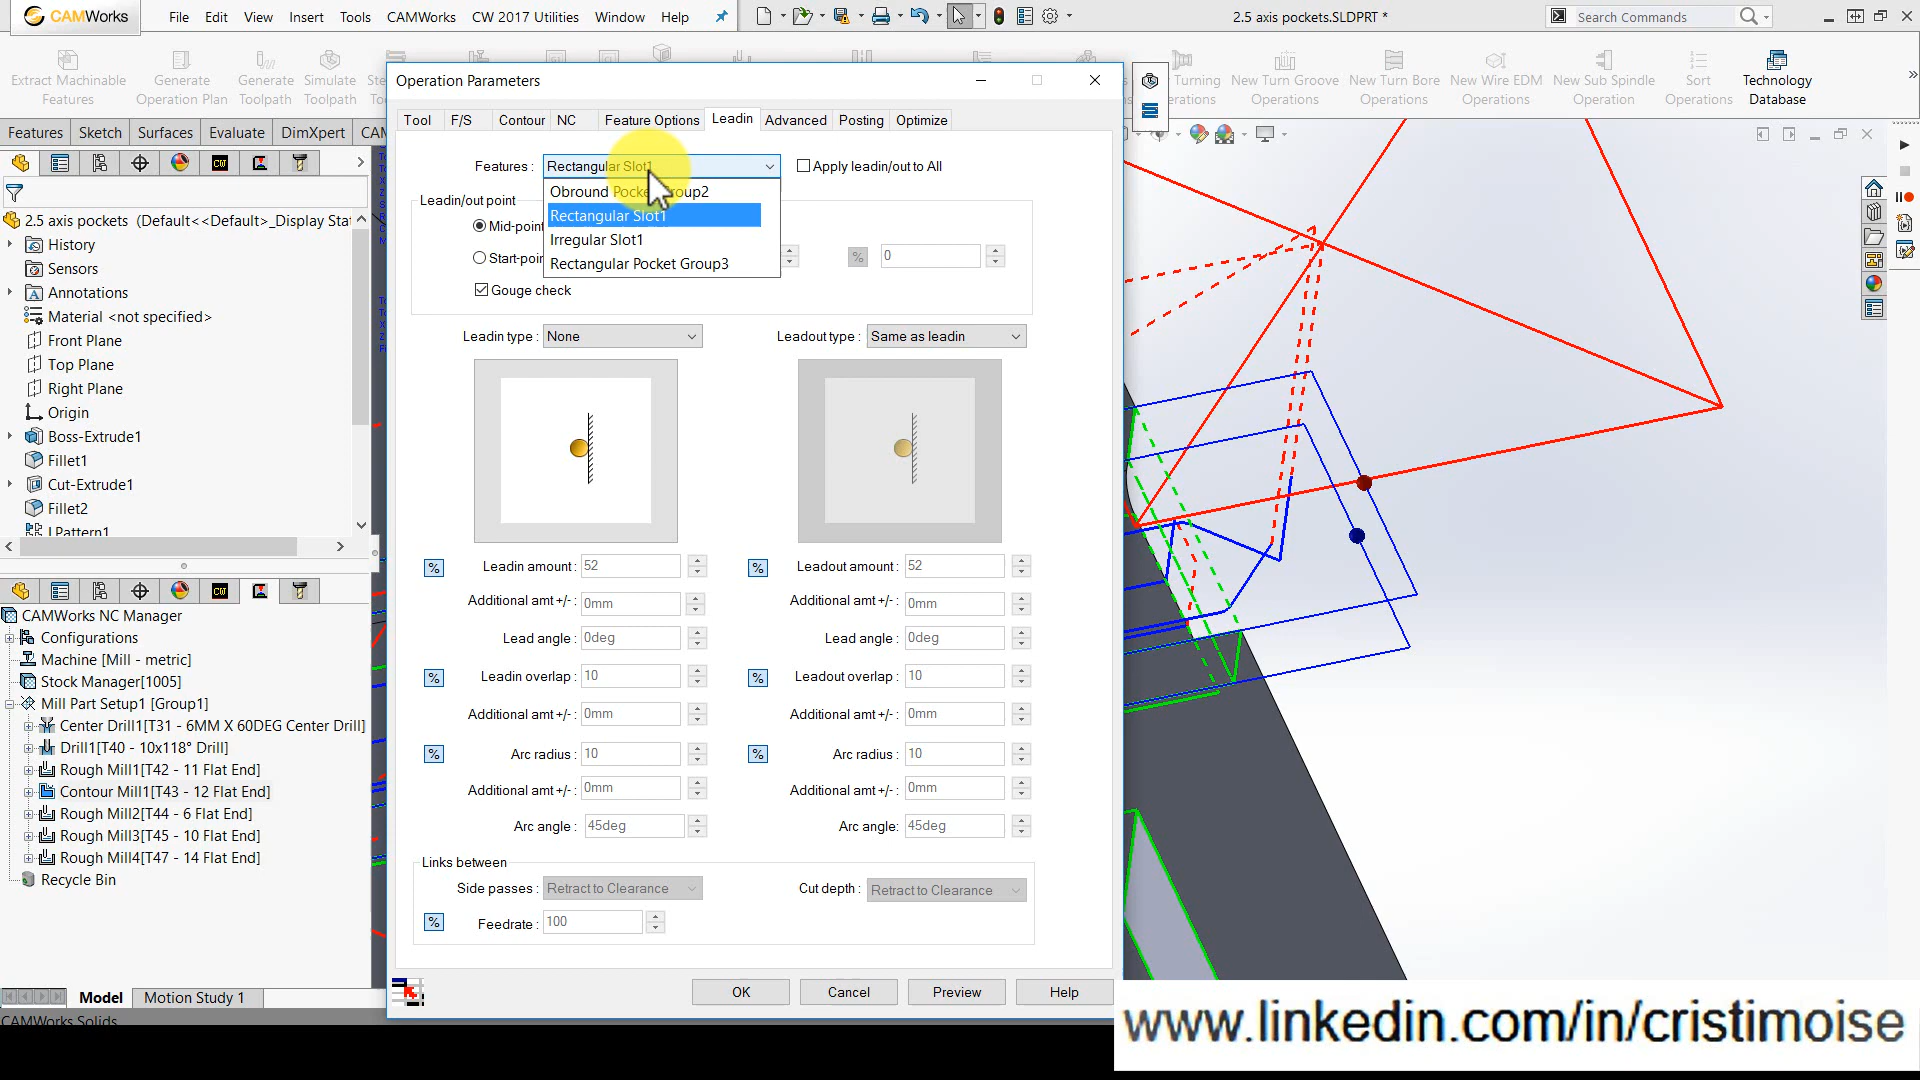 CAMWorks File Edit View Insert Tools CAMWorks CW 2017 Utilities Window Help 2.5 axis pockets.SLDPRT * Search Commands
Extract Machinable Features
Generate Operation Plan
Generate Toolpath
Simulate Toolpath
Turning
New Turn Groove Operations
New Turn Bore Operations
New Wire EDM Operations
New Sub Spindle Operation
Sort Operations
Technology Database
Features Sketch Surfaces Evaluate DimXpert
2.5 axis pockets (Default<<Default>_Display Sta
History
Sensors
Annotations
Material <not specified>
Front Plane
Top Plane
Right Plane
Origin
Boss-Extrude1
Fillet1
Cut-Extrude1
Fillet2
LPattern1
CAMWorks NC Manager
Configurations
Machine [Mill - metric]
Stock Manager[1005]
Mill Part Setup1 [Group1]
Center Drill1[T31 - 6MM X 60DEG Center Drill]
Drill1[T40 - 10x118° Drill]
Rough Mill1[T42 - 11 Flat End]
Contour Mill1[T43 - 12 Flat End]
Rough Mill2[T44 - 6 Flat End]
Rough Mill3[T45 - 10 Flat End]
Rough Mill4[T47 - 14 Flat End]
Recycle Bin
Model Motion Study 1
CAMWorks Solids
Operation Parameters
Tool F/S Contour NC Feature Options Leadin Advanced Posting Optimize
Features : Rectangular Slot1 Apply leadin/out to All
Obround Pocket Group2
Rectangular Slot1
Irregular Slot1
Rectangular Pocket Group3
Leadin/out point
Mid-point
Start-point % 0
Gouge check
Leadin type : None Leadout type : Same as leadin
% Leadin amount : 52 % Leadout amount : 52
Additional amt +/- : 0mm Additional amt +/- : 0mm
Lead angle : 0deg Lead angle : 0deg
% Leadin overlap : 10 % Leadout overlap : 10
Additional amt +/- : 0mm Additional amt +/- : 0mm
% Arc radius : 10 % Arc radius : 10
Additional amt +/- : 0mm Additional amt +/- : 0mm
Arc angle : 45deg Arc angle: 45deg
Links between
Side passes : Retract to Clearance Cut depth : Retract to Clearance
% Feedrate : 100
OK Cancel Preview Help
www.linkedin.com/in/cristimoise